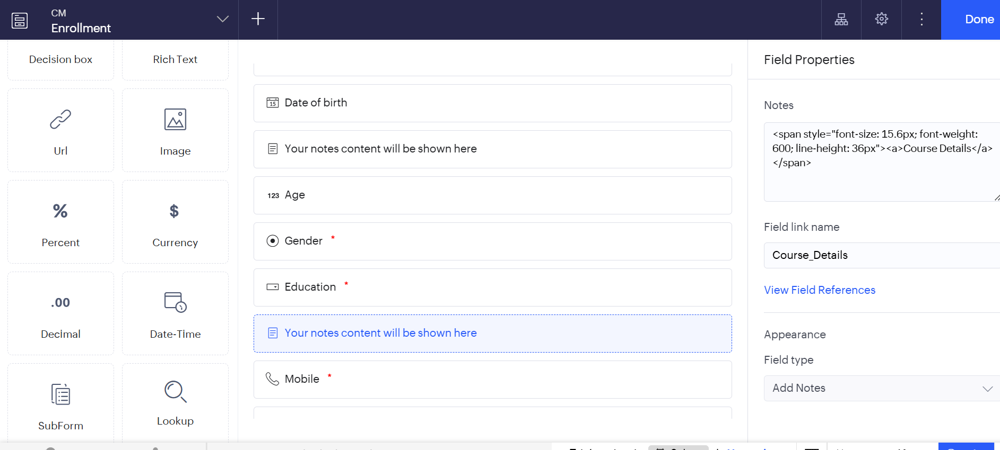 CM
Enrollment
Done
Decision box
Rich Text
Url
Image
%
Percent
$
Currency
.00
Decimal
Date-Time
SubForm
Lookup
15
Date of birth
Your notes content will be shown here
123 Age
Gender *
Education *
Your notes content will be shown here
Mobile *
Field Properties
Notes
<span style="font-size: 15.6px; font-weight:
600; line-height: 36px"><a>Course Details</a>
</span>
Field link name
Course_Details
View Field References
Appearance
Field type
Add Notes